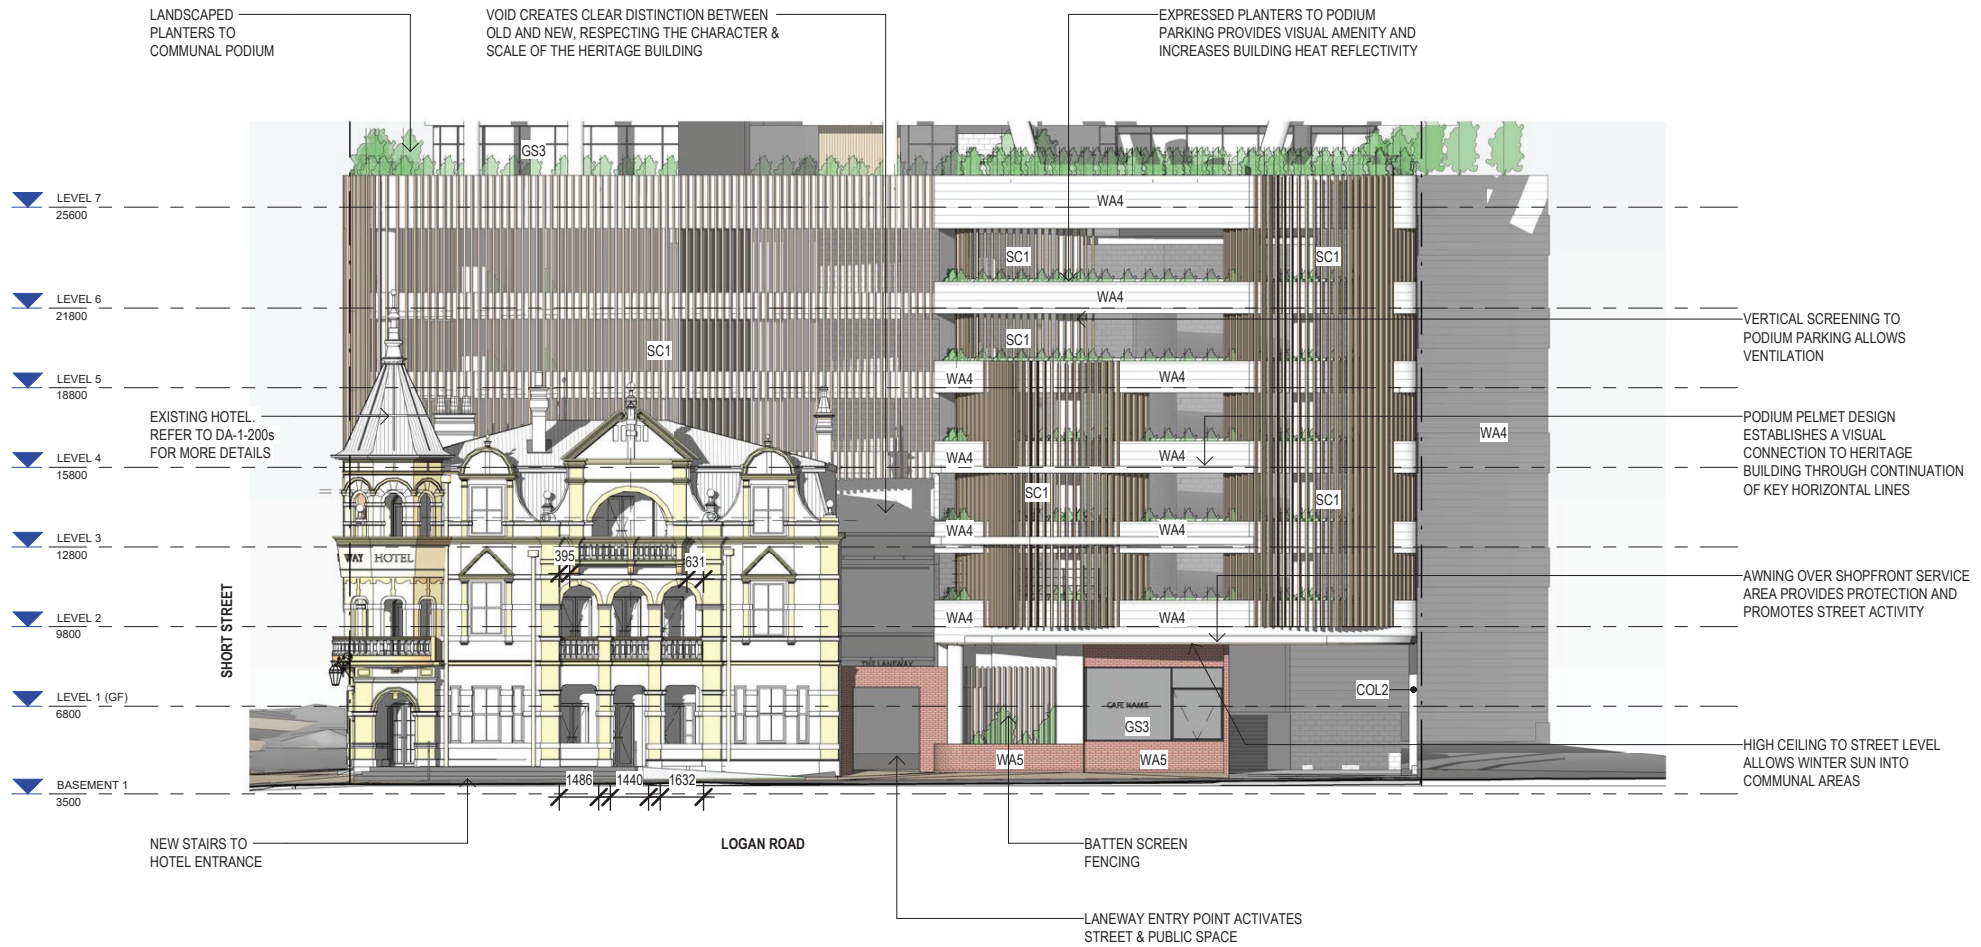 LANDSCAPED
PLANTERS TO
COMMUNAL PODIUM
VOID CREATES CLEAR DISTINCTION BETWEEN
OLD AND NEW, RESPECTING THE CHARACTER &
SCALE OF THE HERITAGE BUILDING
EXPRESSED PLANTERS TO PODIUM
PARKING PROVIDES VISUAL AMENITY AND
INCREASES BUILDING HEAT REFLECTIVITY
GS3
LEVEL 7
25600
WA4
SC1
SC1
LEVEL 6
21800
WA4
VERTICAL SCREENING TO
PODIUM PARKING ALLOWS
VENTILATION
SC1
SC1
LEVEL 5
18800
WA4
WA4
EXISTING HOTEL.
REFER TO DA-1-200s
FOR MORE DETAILS
PODIUM PELMET DESIGN
ESTABLISHES A VISUAL
CONNECTION TO HERITAGE
BUILDING THROUGH CONTINUATION
OF KEY HORIZONTAL LINES
WA4
LEVEL 4
15800
WA4
WA4
SC1
SC1
LEVEL 3
12800
WA4
WA4
WAY HOTEL
395
631
AWNING OVER SHOPFRONT SERVICE
AREA PROVIDES PROTECTION AND
PROMOTES STREET ACTIVITY
LEVEL 2
9800
WA4
WA4
SHORT STREET
THE LANEWAY
LEVEL 1 (GF)
6800
COL2
CAFE NAME
GS3
WA5
WA5
HIGH CEILING TO STREET LEVEL
ALLOWS WINTER SUN INTO
COMMUNAL AREAS
BASEMENT 1
3500
1486
1440
1632
NEW STAIRS TO
HOTEL ENTRANCE
LOGAN ROAD
BATTEN SCREEN
FENCING
LANEWAY ENTRY POINT ACTIVATES
STREET & PUBLIC SPACE